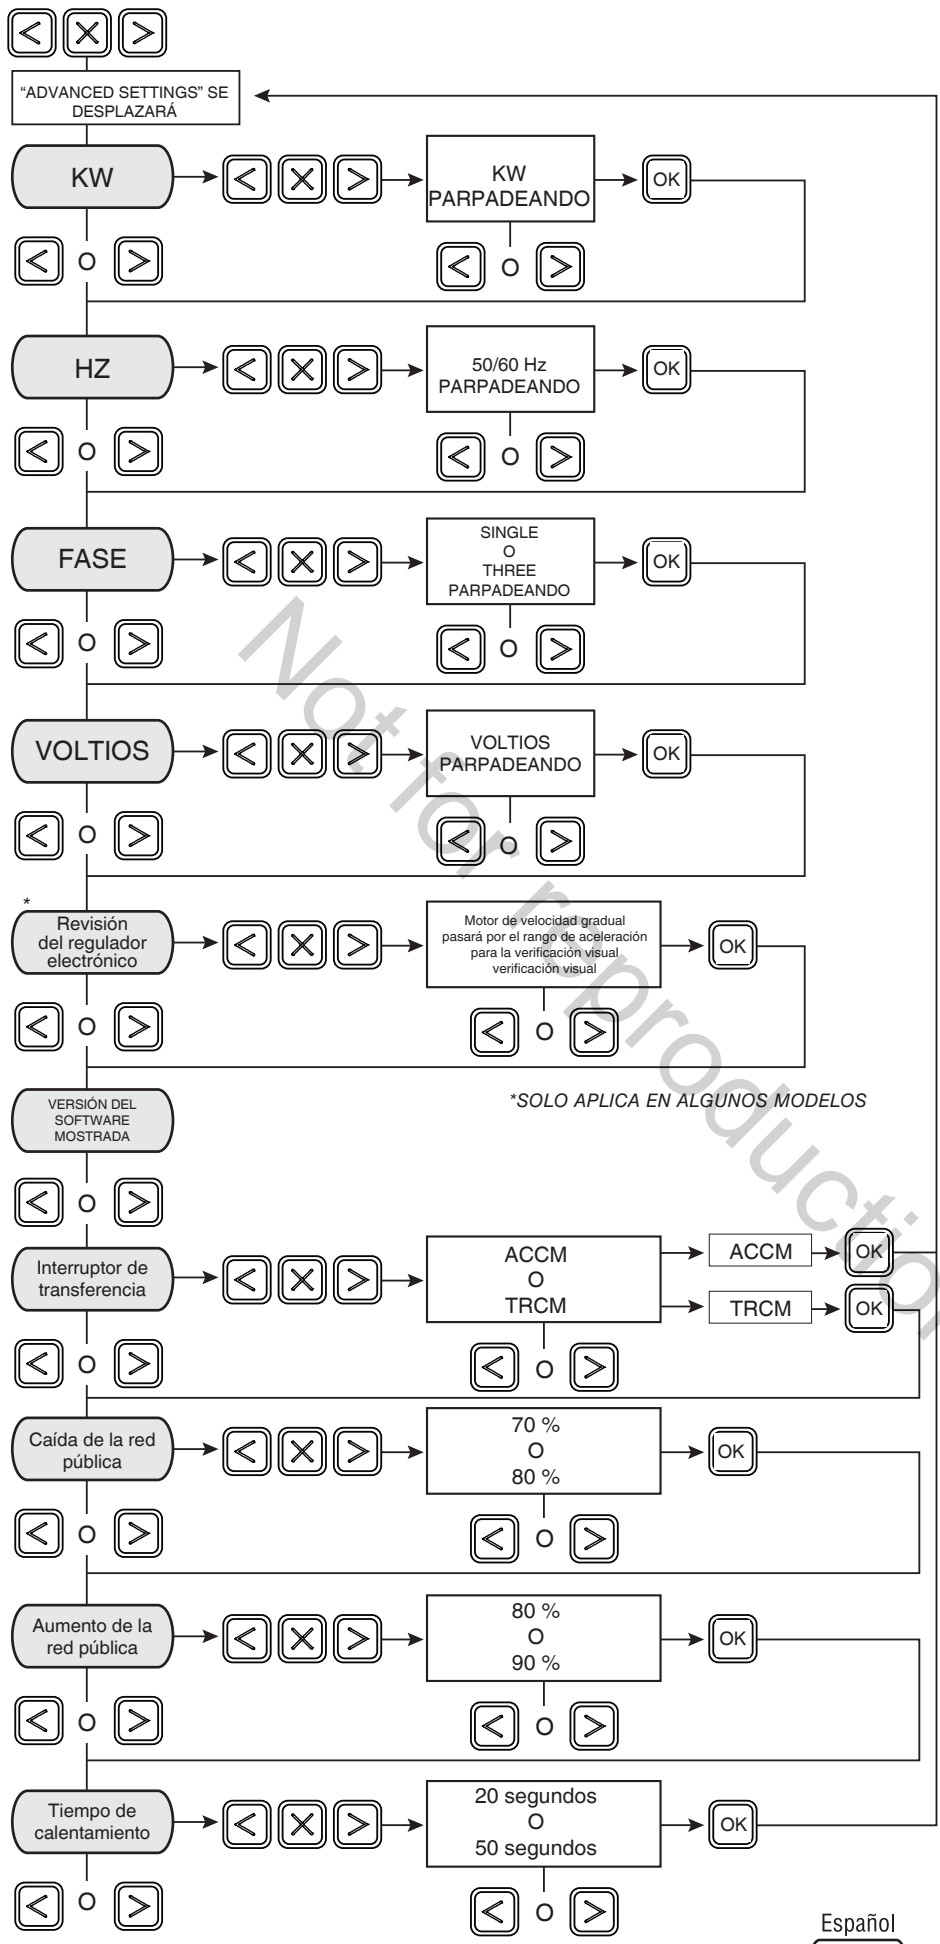 “ADVANCED SETTINGS” SE
DESPLAZARÁ
KW
KW
PARPADEANDO
OK
O
O
HZ
50/60 Hz
PARPADEANDO
OK
O
O
FASE
SINGLE
O
THREE
PARPADEANDO
OK
O
O
VOLTIOS
VOLTIOS
PARPADEANDO
OK
O
O
*
Revisión
del regulador
electrónico
Motor de velocidad gradual
pasará por el rango de aceleración
para la verificación visual
verificación visual
OK
O
O
VERSIÓN DEL
SOFTWARE
MOSTRADA
*SOLO APLICA EN ALGUNOS MODELOS
O
Interruptor de
transferencia
ACCM
O
TRCM
ACCM
OK
TRCM
OK
O
O
Caída de la red
pública
70 %
O
80 %
OK
O
O
Aumento de la
red pública
80 %
O
90 %
OK
O
O
Tiempo de
calentamiento
20 segundos
O
50 segundos
OK
O
O
Not for reproduction
Español